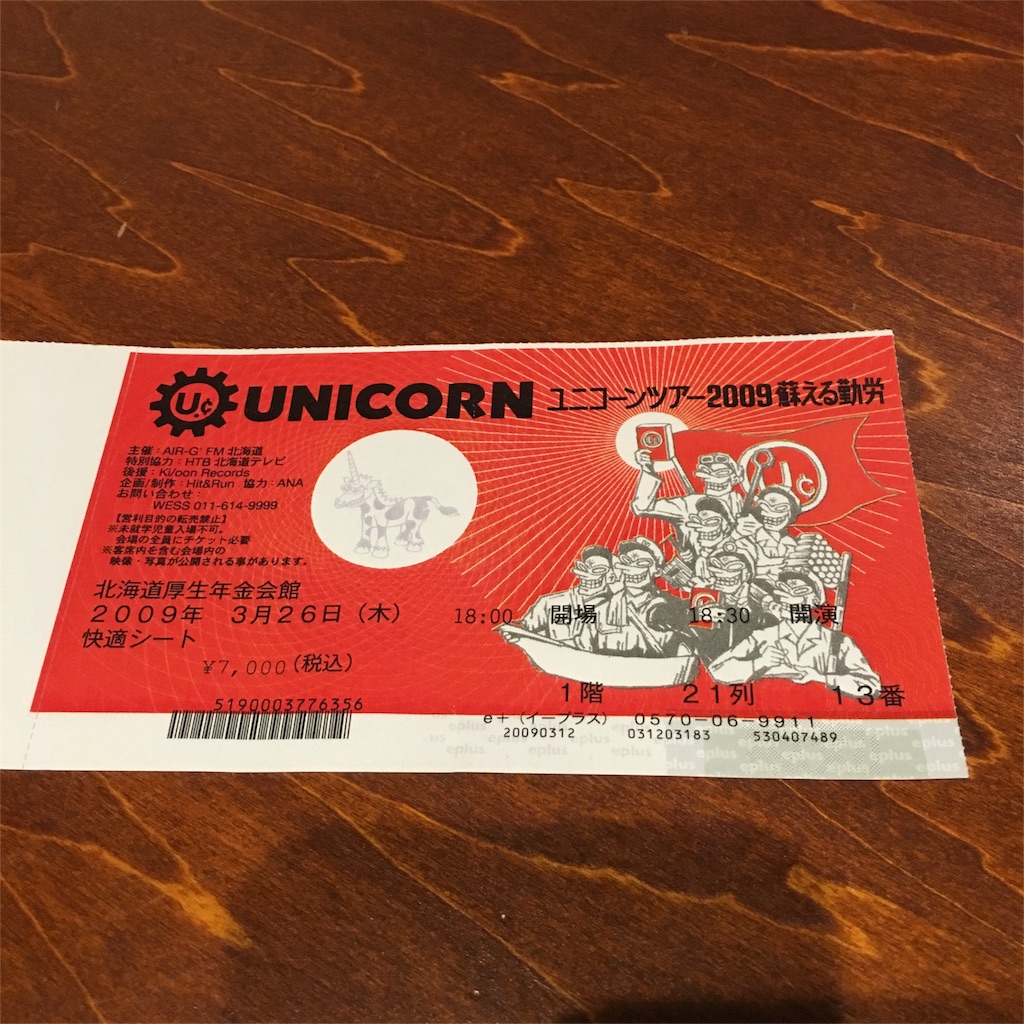 U.c UNICORN ユニコーンツアー2009 蘇える勤労
主催:AIR-G' FM 北海道
特別協力:HTB 北海道テレビ
後援:Ki/oon Records
企画/制作:Hit&Run 協力:ANA
お問い合わせ:
WESS 011-614-9999
【営利目的の転売禁止】
※未就学児童入場不可。
会場の全員にチケット必要
※客席内を含む会場内の
映像・写真が公開される事があります。
U.c
U.c
北海道厚生年金会館
2009年 3月26日(木) 18:00 開場 18:30 開演
快適シート
¥7,000(税込)
1階 21列 13番
5190003776356
e+(イープラス) 0570-06-9911
20090312 031203183 530407489
eplus eplus eplus eplus eplus